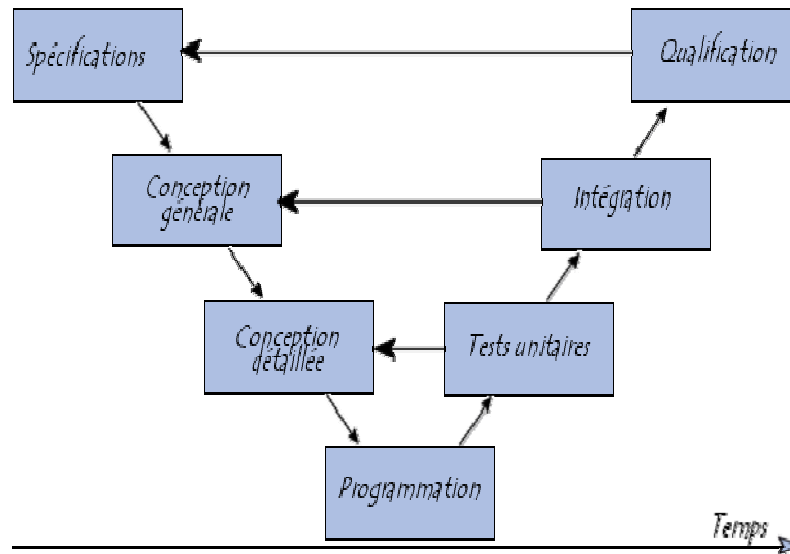 Spécifications
Qualification
Conception
générale
Intégration
Conception
détaillée
Tests unitaires
Programmation
Temps